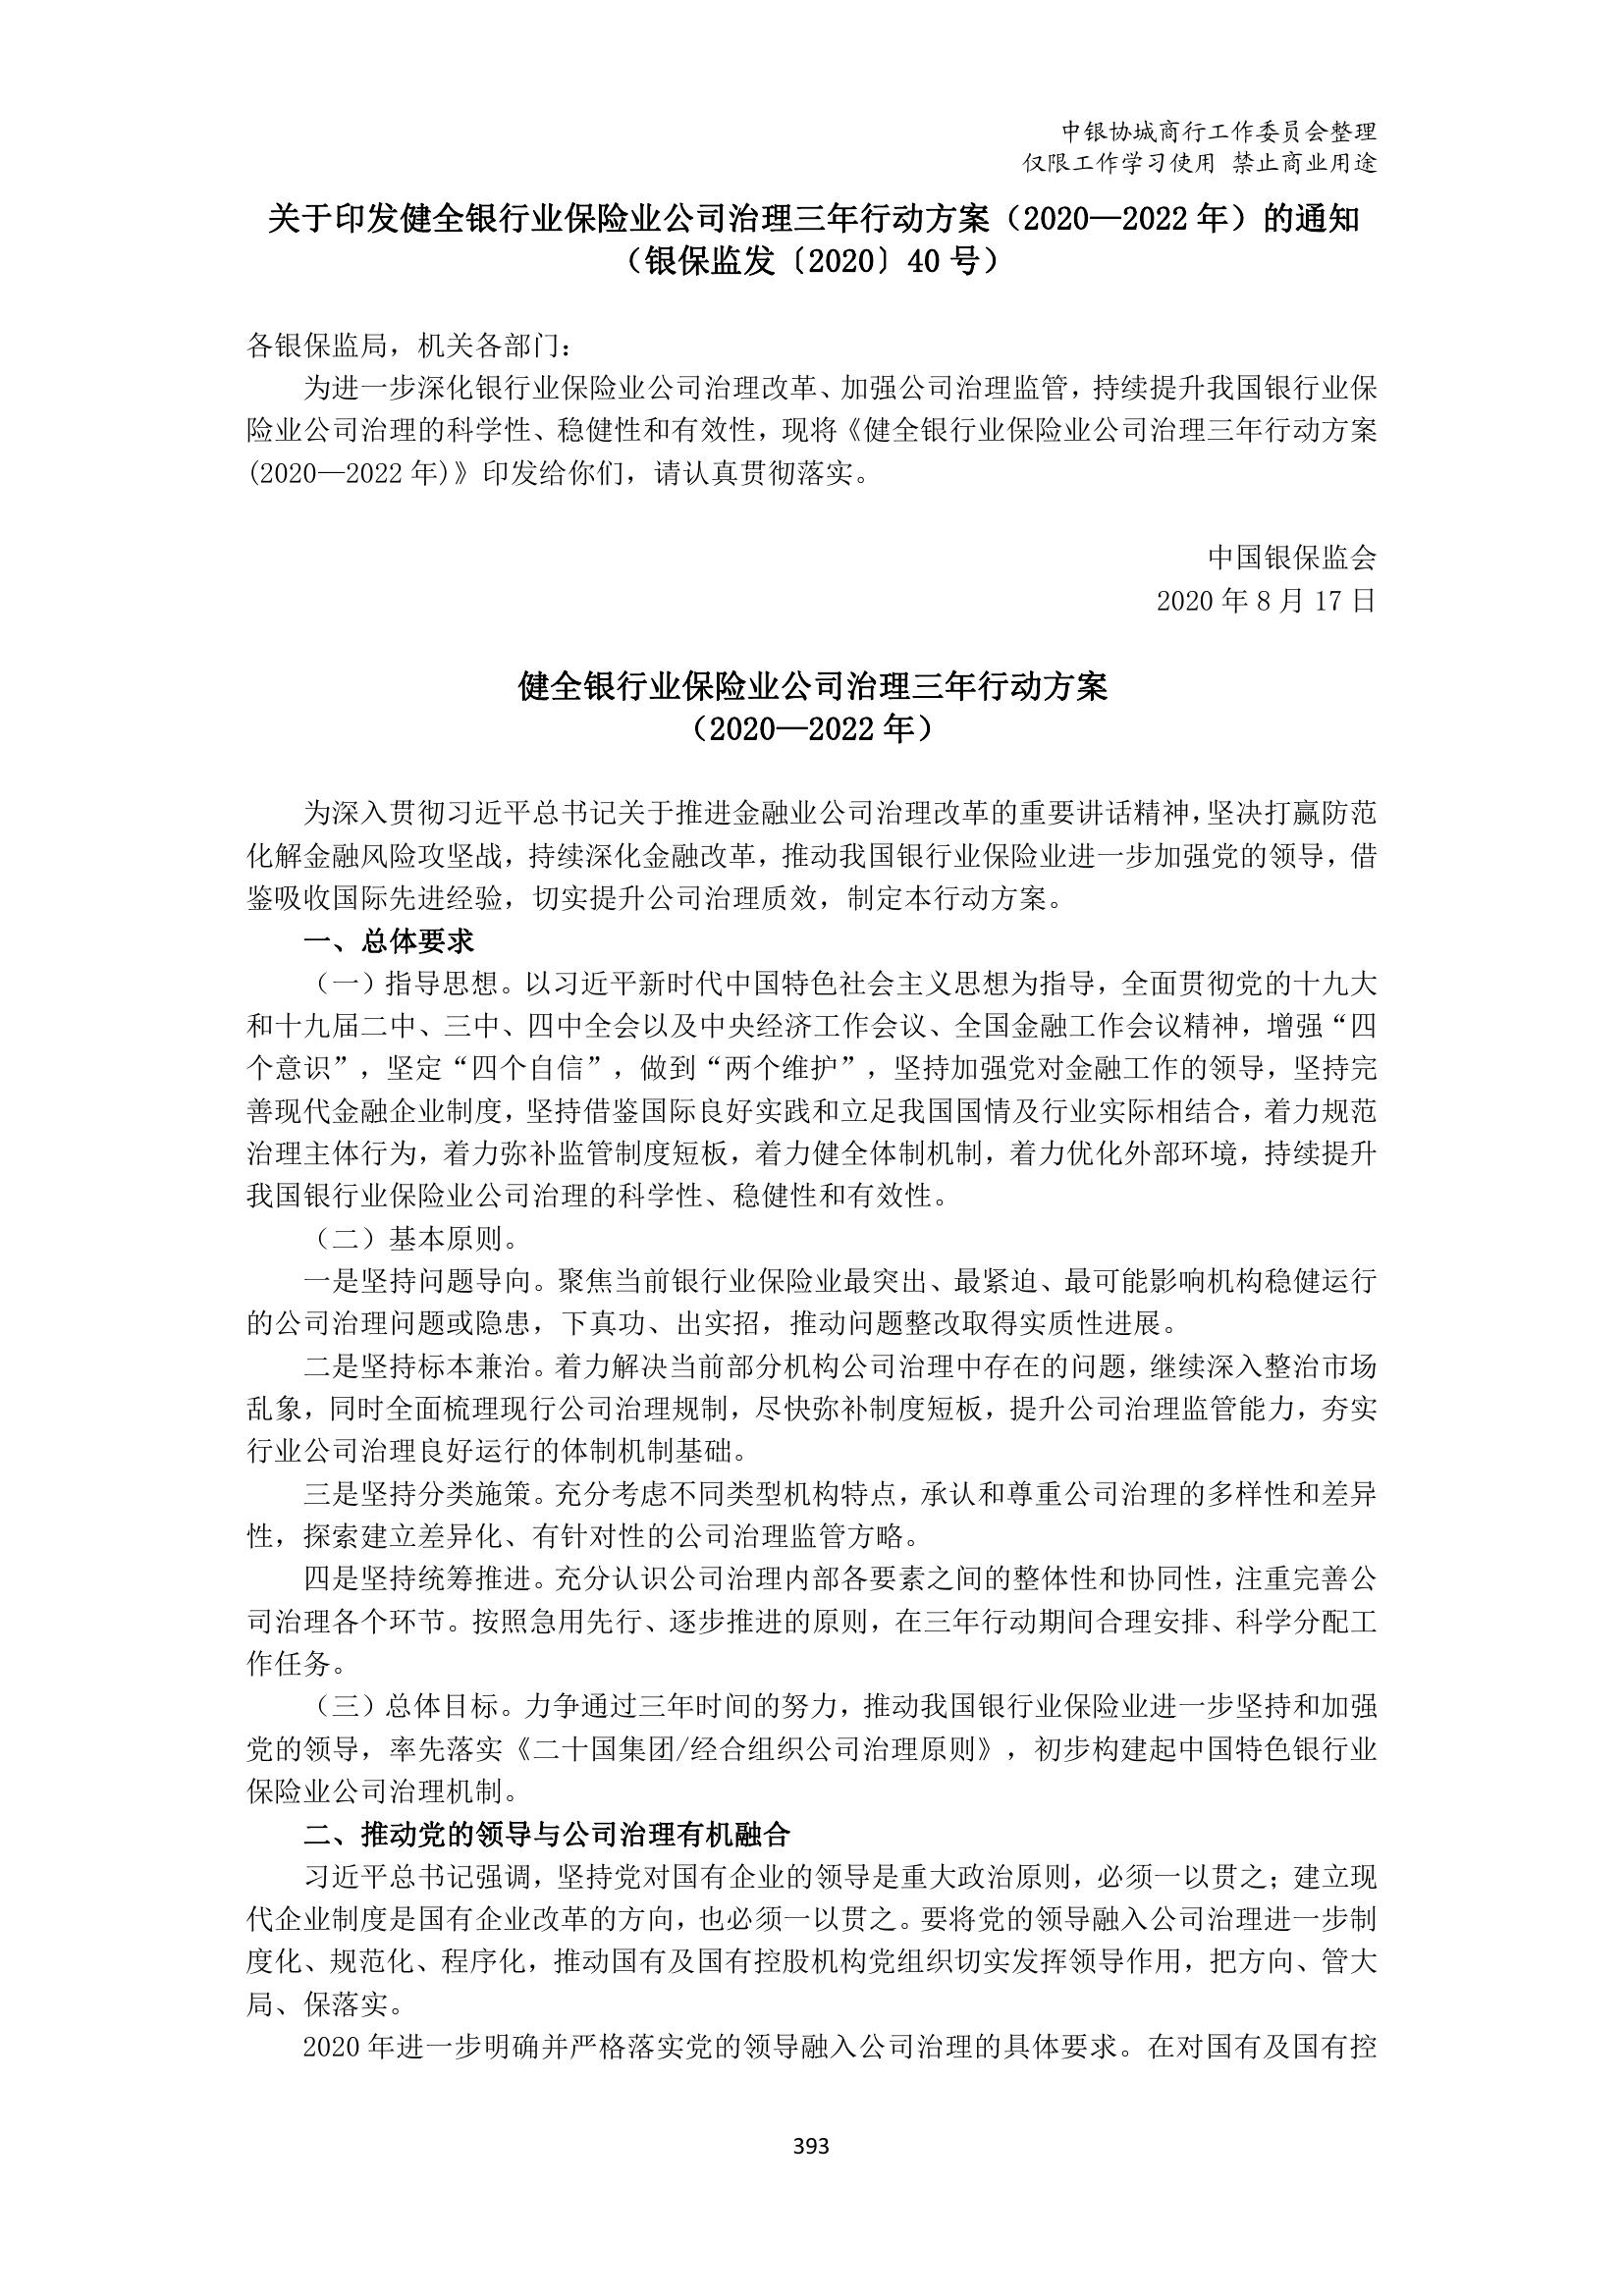 中银协城商行工作委员会整理
仅限工作学习使用 禁止商业用途
关于印发健全银行业保险业公司治理三年行动方案（2020—2022 年）的通知
（银保监发〔2020〕40 号）
各银保监局，机关各部门：
为进一步深化银行业保险业公司治理改革、加强公司治理监管，持续提升我国银行业保
险业公司治理的科学性、稳健性和有效性，现将《健全银行业保险业公司治理三年行动方案
(2020—2022 年)》印发给你们，请认真贯彻落实。
中国银保监会
2020 年 8 月 17 日
健全银行业保险业公司治理三年行动方案
（2020—2022 年）
为深入贯彻习近平总书记关于推进金融业公司治理改革的重要讲话精神，坚决打赢防范
化解金融风险攻坚战，持续深化金融改革，推动我国银行业保险业进一步加强党的领导，借
鉴吸收国际先进经验，切实提升公司治理质效，制定本行动方案。
一、总体要求
（一）指导思想。以习近平新时代中国特色社会主义思想为指导，全面贯彻党的十九大
和十九届二中、三中、四中全会以及中央经济工作会议、全国金融工作会议精神，增强“四
个意识”，坚定“四个自信”，做到“两个维护”，坚持加强党对金融工作的领导，坚持完
善现代金融企业制度，坚持借鉴国际良好实践和立足我国国情及行业实际相结合，着力规范
治理主体行为，着力弥补监管制度短板，着力健全体制机制，着力优化外部环境，持续提升
我国银行业保险业公司治理的科学性、稳健性和有效性。
（二）基本原则。
一是坚持问题导向。聚焦当前银行业保险业最突出、最紧迫、最可能影响机构稳健运行
的公司治理问题或隐患，下真功、出实招，推动问题整改取得实质性进展。
二是坚持标本兼治。着力解决当前部分机构公司治理中存在的问题，继续深入整治市场
乱象，同时全面梳理现行公司治理规制，尽快弥补制度短板，提升公司治理监管能力，夯实
行业公司治理良好运行的体制机制基础。
三是坚持分类施策。充分考虑不同类型机构特点，承认和尊重公司治理的多样性和差异
性，探索建立差异化、有针对性的公司治理监管方略。
四是坚持统筹推进。充分认识公司治理内部各要素之间的整体性和协同性，注重完善公
司治理各个环节。按照急用先行、逐步推进的原则，在三年行动期间合理安排、科学分配工
作任务。
（三）总体目标。力争通过三年时间的努力，推动我国银行业保险业进一步坚持和加强
党的领导，率先落实《二十国集团/经合组织公司治理原则》，初步构建起中国特色银行业
保险业公司治理机制。
二、推动党的领导与公司治理有机融合
习近平总书记强调，坚持党对国有企业的领导是重大政治原则，必须一以贯之；建立现
代企业制度是国有企业改革的方向，也必须一以贯之。要将党的领导融入公司治理进一步制
度化、规范化、程序化，推动国有及国有控股机构党组织切实发挥领导作用，把方向、管大
局、保落实。
2020 年进一步明确并严格落实党的领导融入公司治理的具体要求。在对国有及国有控
393